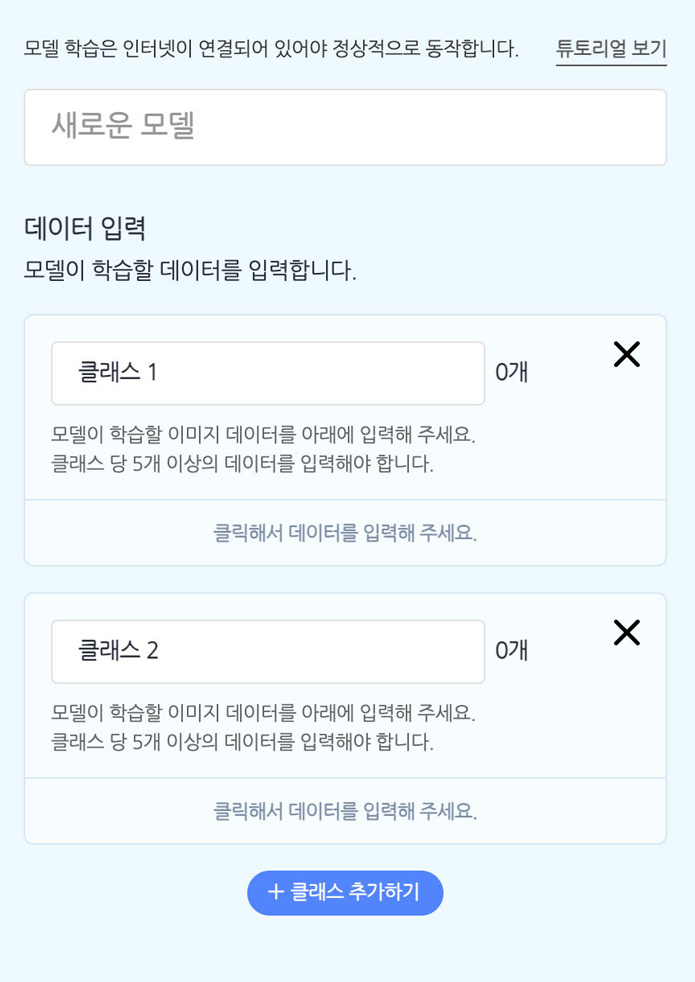 모델 학습은 인터넷이 연결되어 있어야 정상적으로 동작합니다. 튜토리얼 보기
새로운 모델
데이터 입력
모델이 학습할 데이터를 입력합니다.
클래스 1 0개
모델이 학습할 이미지 데이터를 아래에 입력해 주세요.
클래스 당 5개 이상의 데이터를 입력해야 합니다.
클릭해서 데이터를 입력해 주세요.
클래스 2 0개
모델이 학습할 이미지 데이터를 아래에 입력해 주세요.
클래스 당 5개 이상의 데이터를 입력해야 합니다.
클릭해서 데이터를 입력해 주세요.
+ 클래스 추가하기